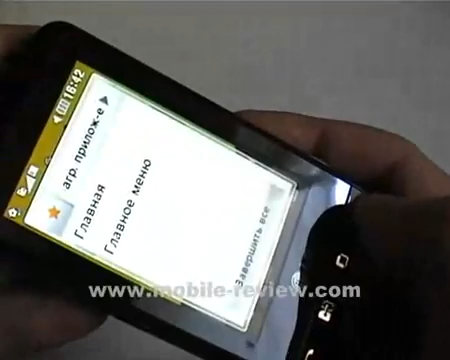 18:42
агр. прилож-е
Главная
Главное меню
Завершить все
www.mobile-review.com